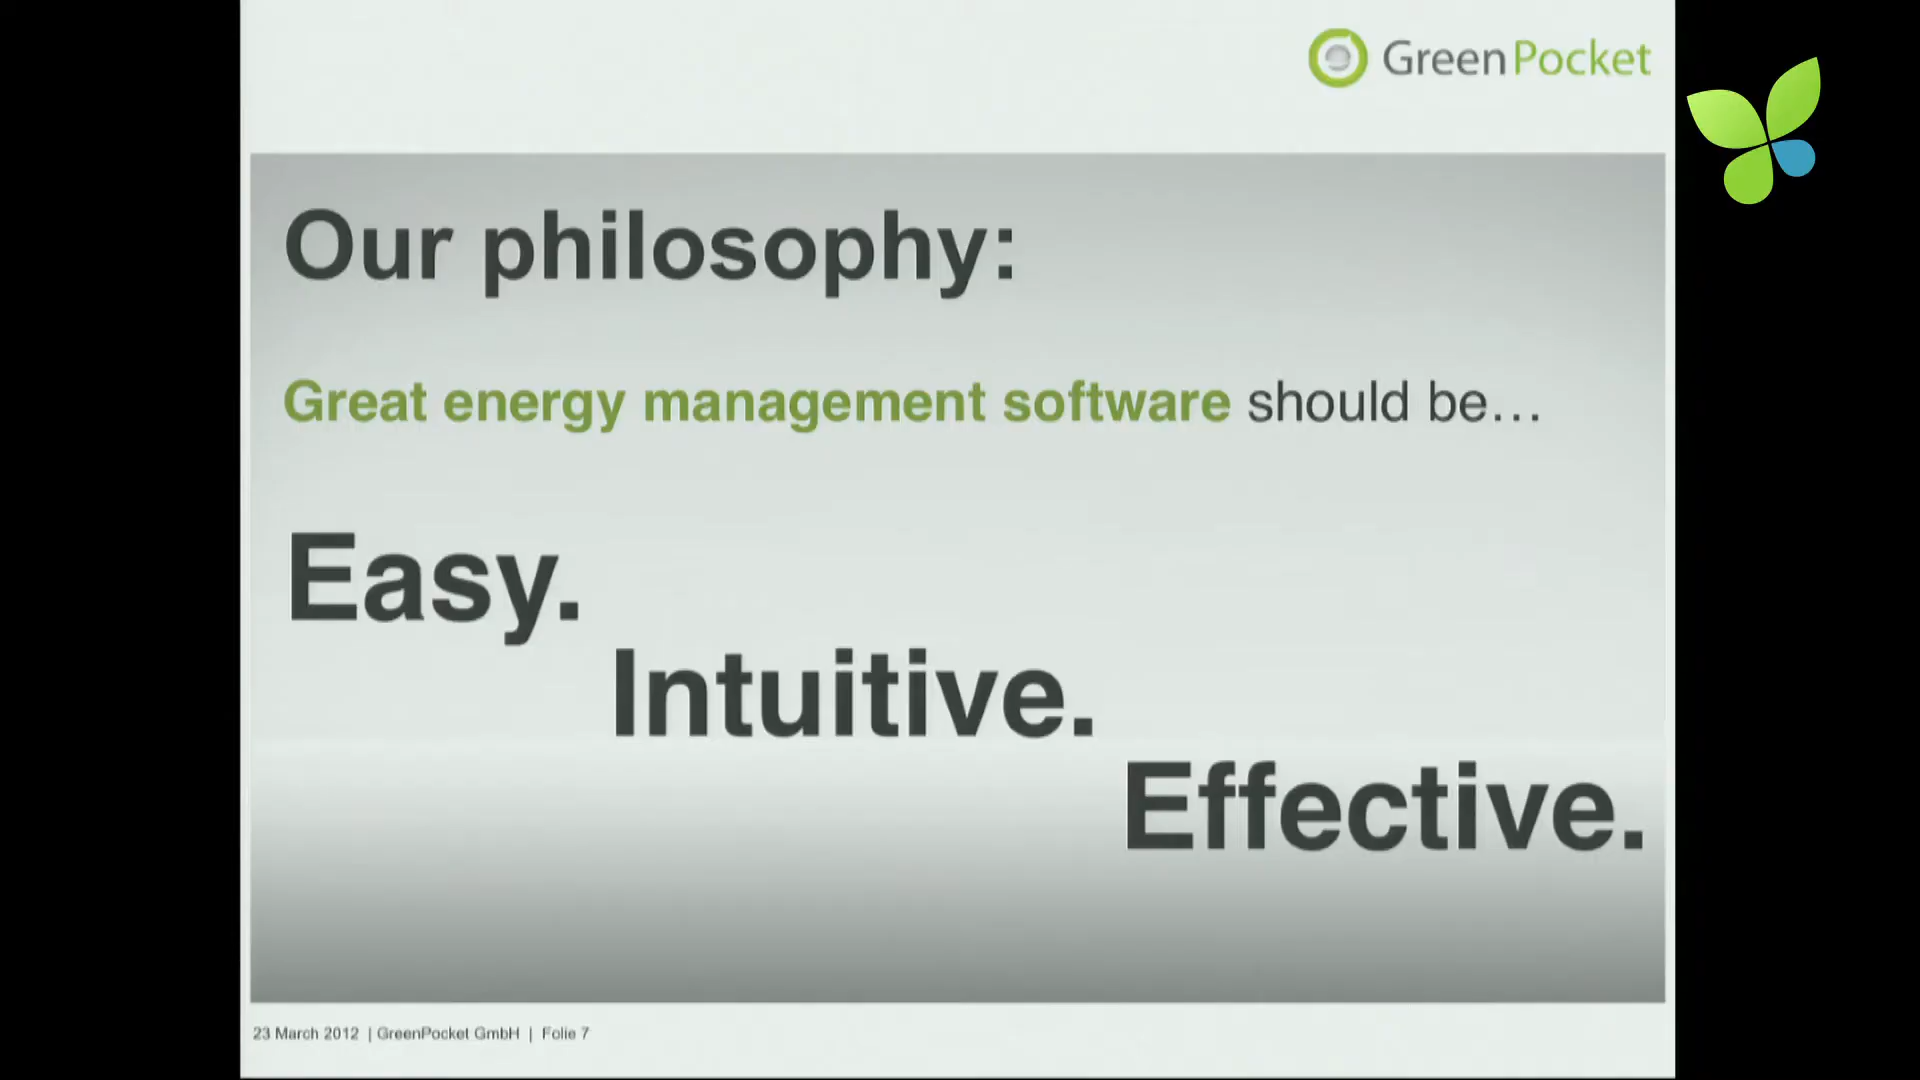 GreenPocket
Our philosophy:
Great energy management software should be…
Easy.
Intuitive.
Effective.
23 March 2012 | GreenPocket GmbH | Folie 7